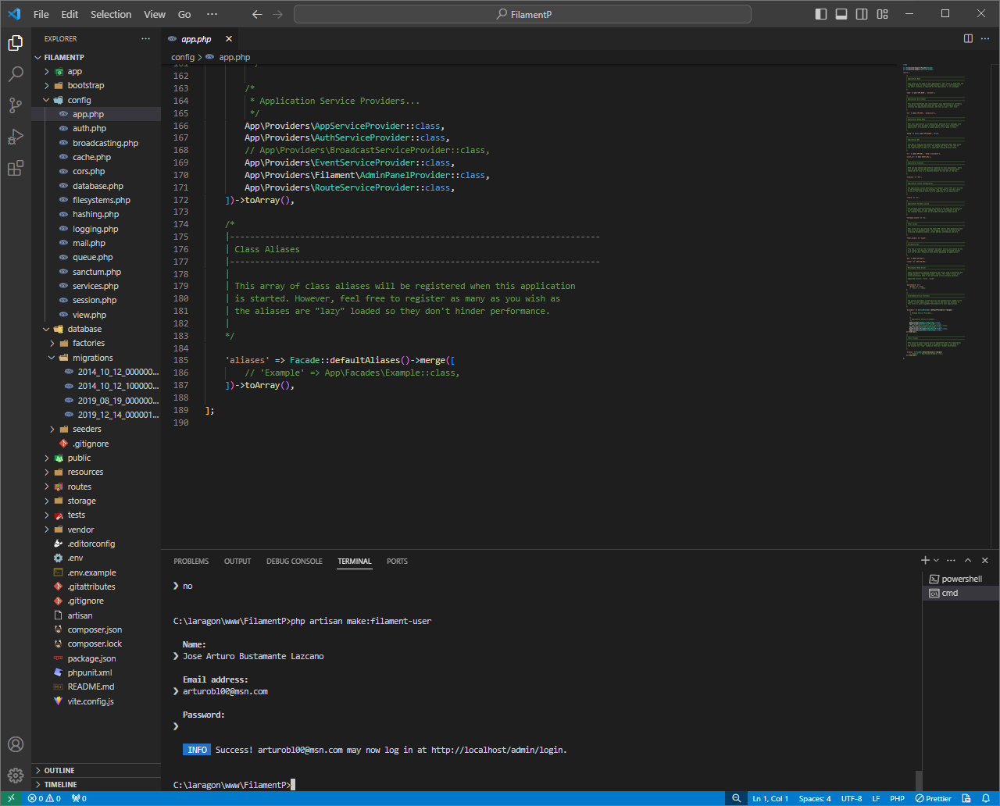 File Edit Selection View Go ···
FilamentP
EXPLORER
FILAMENTP
app
bootstrap
config
app.php
auth.php
broadcasting.php
cache.php
cors.php
database.php
filesystems.php
hashing.php
logging.php
mail.php
queue.php
sanctum.php
services.php
session.php
view.php
database
factories
migrations
2014_10_12_000000...
2014_10_12_100000...
2019_08_19_000000...
2019_12_14_000001...
seeders
.gitignore
public
resources
routes
storage
tests
vendor
.editorconfig
.env
.env.example
.gitattributes
.gitignore
artisan
composer.json
composer.lock
package.json
phpunit.xml
README.md
vite.config.js
OUTLINE
TIMELINE
app.php
config > app.php
161 */
162
163 /*
164 * Application Service Providers...
165 */
166 App\Providers\AppServiceProvider::class,
167 App\Providers\AuthServiceProvider::class,
168 // App\Providers\BroadcastServiceProvider::class,
169 App\Providers\EventServiceProvider::class,
170 App\Providers\Filament\AdminPanelProvider::class,
171 App\Providers\RouteServiceProvider::class,
172 ])->toArray(),
173
174 /*
175 |--------------------------------------------------------------------------
176 | Class Aliases
177 |--------------------------------------------------------------------------
178 |
179 | This array of class aliases will be registered when this application
180 | is started. However, feel free to register as many as you wish as
181 | the aliases are "lazy" loaded so they don't hinder performance.
182 |
183 */
184
185 'aliases' => Facade::defaultAliases()->merge([
186 // 'Example' => App\Facades\Example::class,
187 ])->toArray(),
188
189 ];
190
PROBLEMS OUTPUT DEBUG CONSOLE TERMINAL PORTS
powershell
cmd
❯ no
C:\laragon\www\FilamentP>php artisan make:filament-user
Name:
❯ Jose Arturo Bustamante Lazcano
Email address:
❯ arturobl00@msn.com
Password:
❯
INFO Success! arturobl00@msn.com may now log in at http://localhost/admin/login.
C:\laragon\www\FilamentP>
0 0 0
Ln 1, Col 1 Spaces: 4 UTF-8 LF PHP Prettier